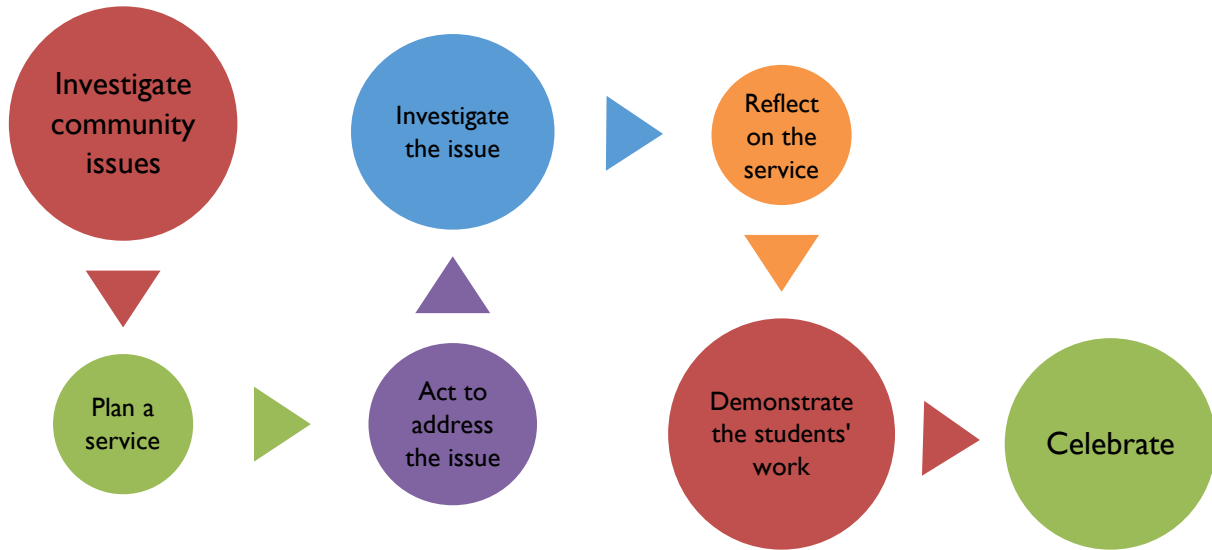 Investigate
community
issues
Plan a
service
Act to
address
the issue
Investigate
the issue
Reflect
on the
service
Demonstrate
the students'
work
Celebrate